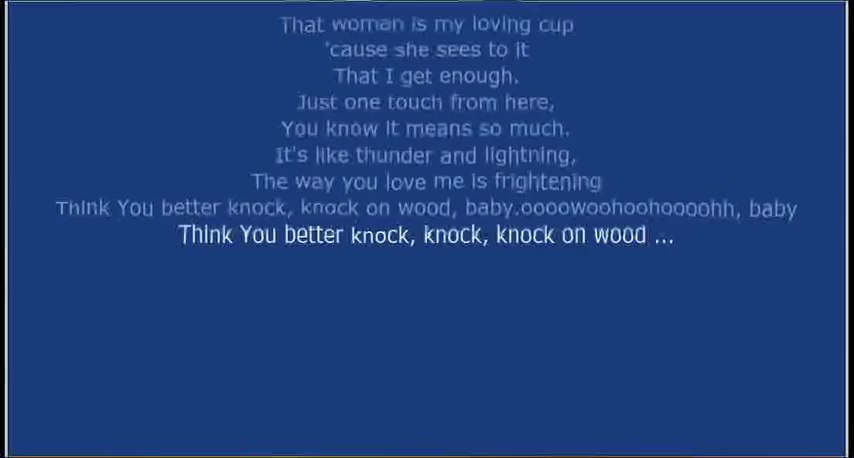 That woman is my loving cup
'cause she sees to it
That I get enough.
Just one touch from here,
You know it means so much.
It's like thunder and lightning,
The way you love me is frightening
Think You better knock, knock on wood, baby.oooowoohoohoooohh, baby
Think You better knock, knock, knock on wood ...